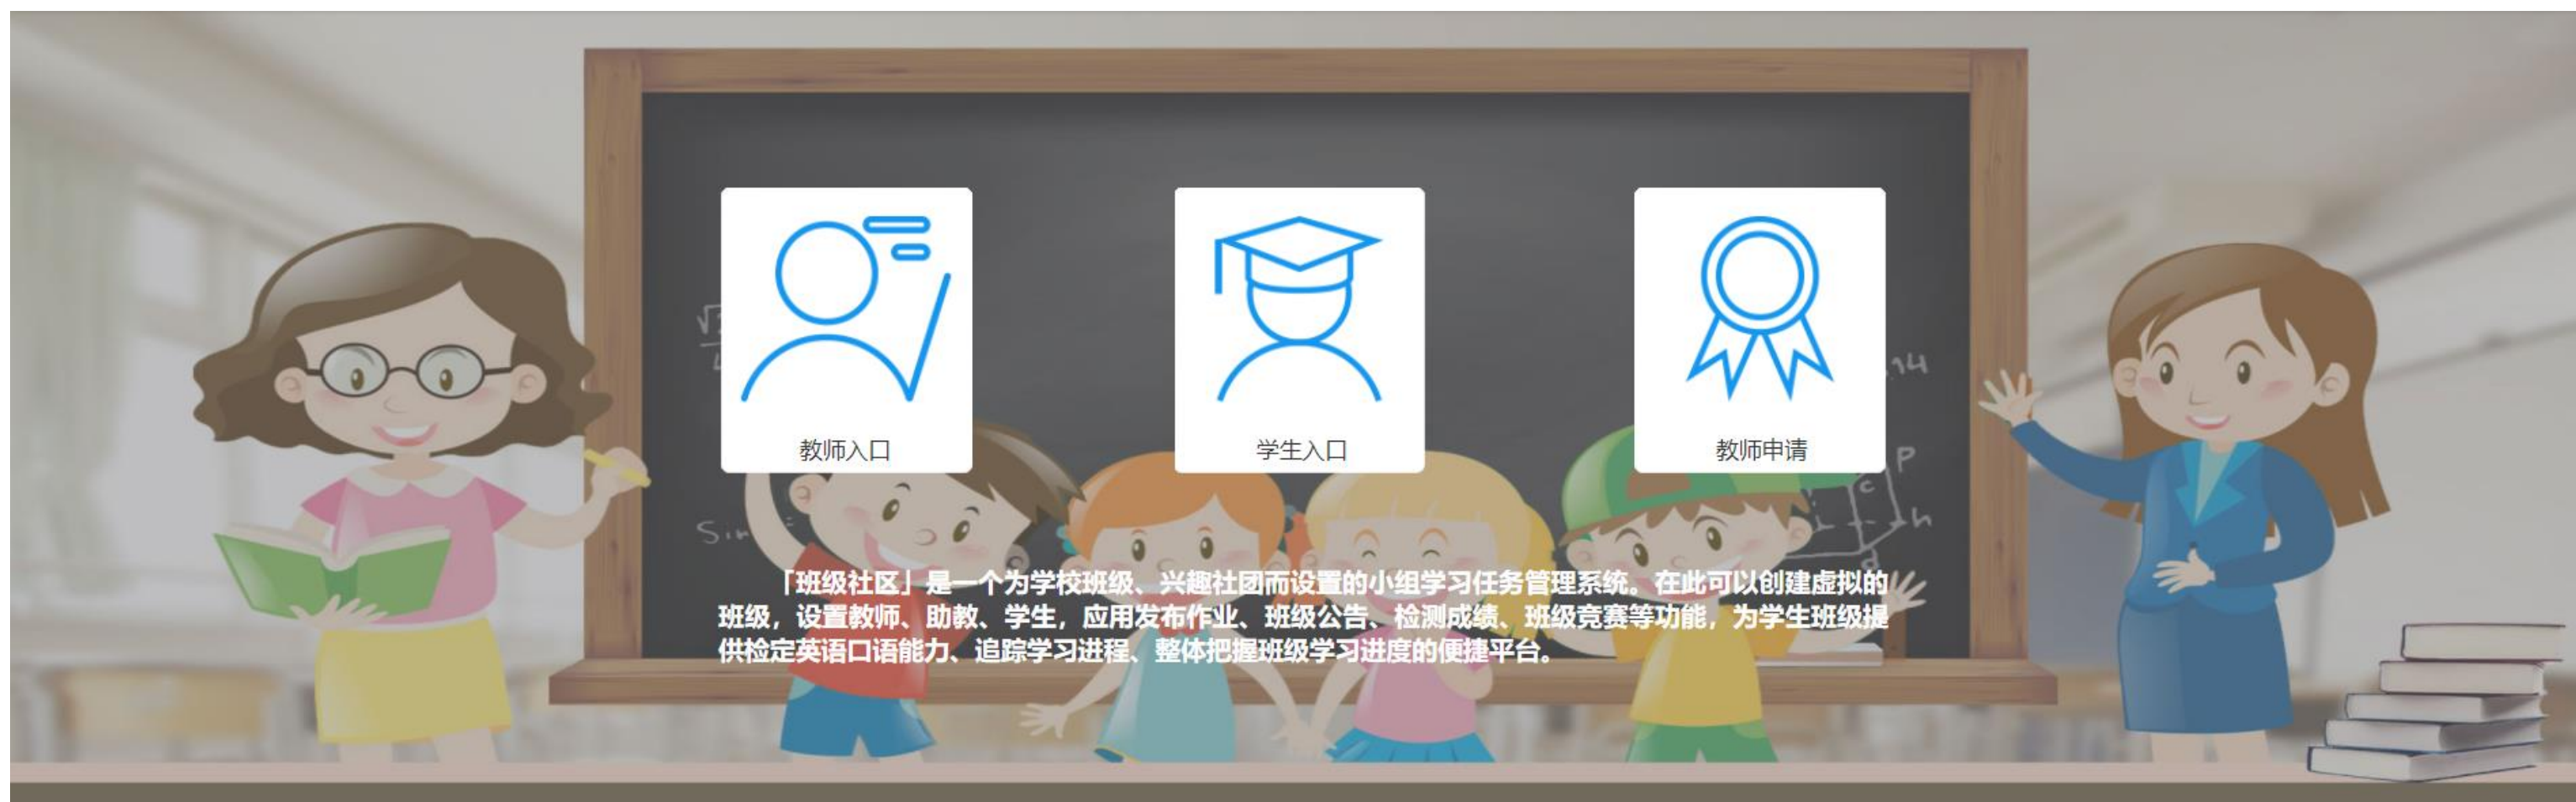 教师入口
学生入口
教师申请
.14
P
c
Sin =
h
d
「班级社区」是一个为学校班级、兴趣社团而设置的小组学习任务管理系统。在此可以创建虚拟的
班级，设置教师、助教、学生，应用发布作业、班级公告、检测成绩、班级竞赛等功能，为学生班级提
供检定英语口语能力、追踪学习进程、整体把握班级学习进度的便捷平台。